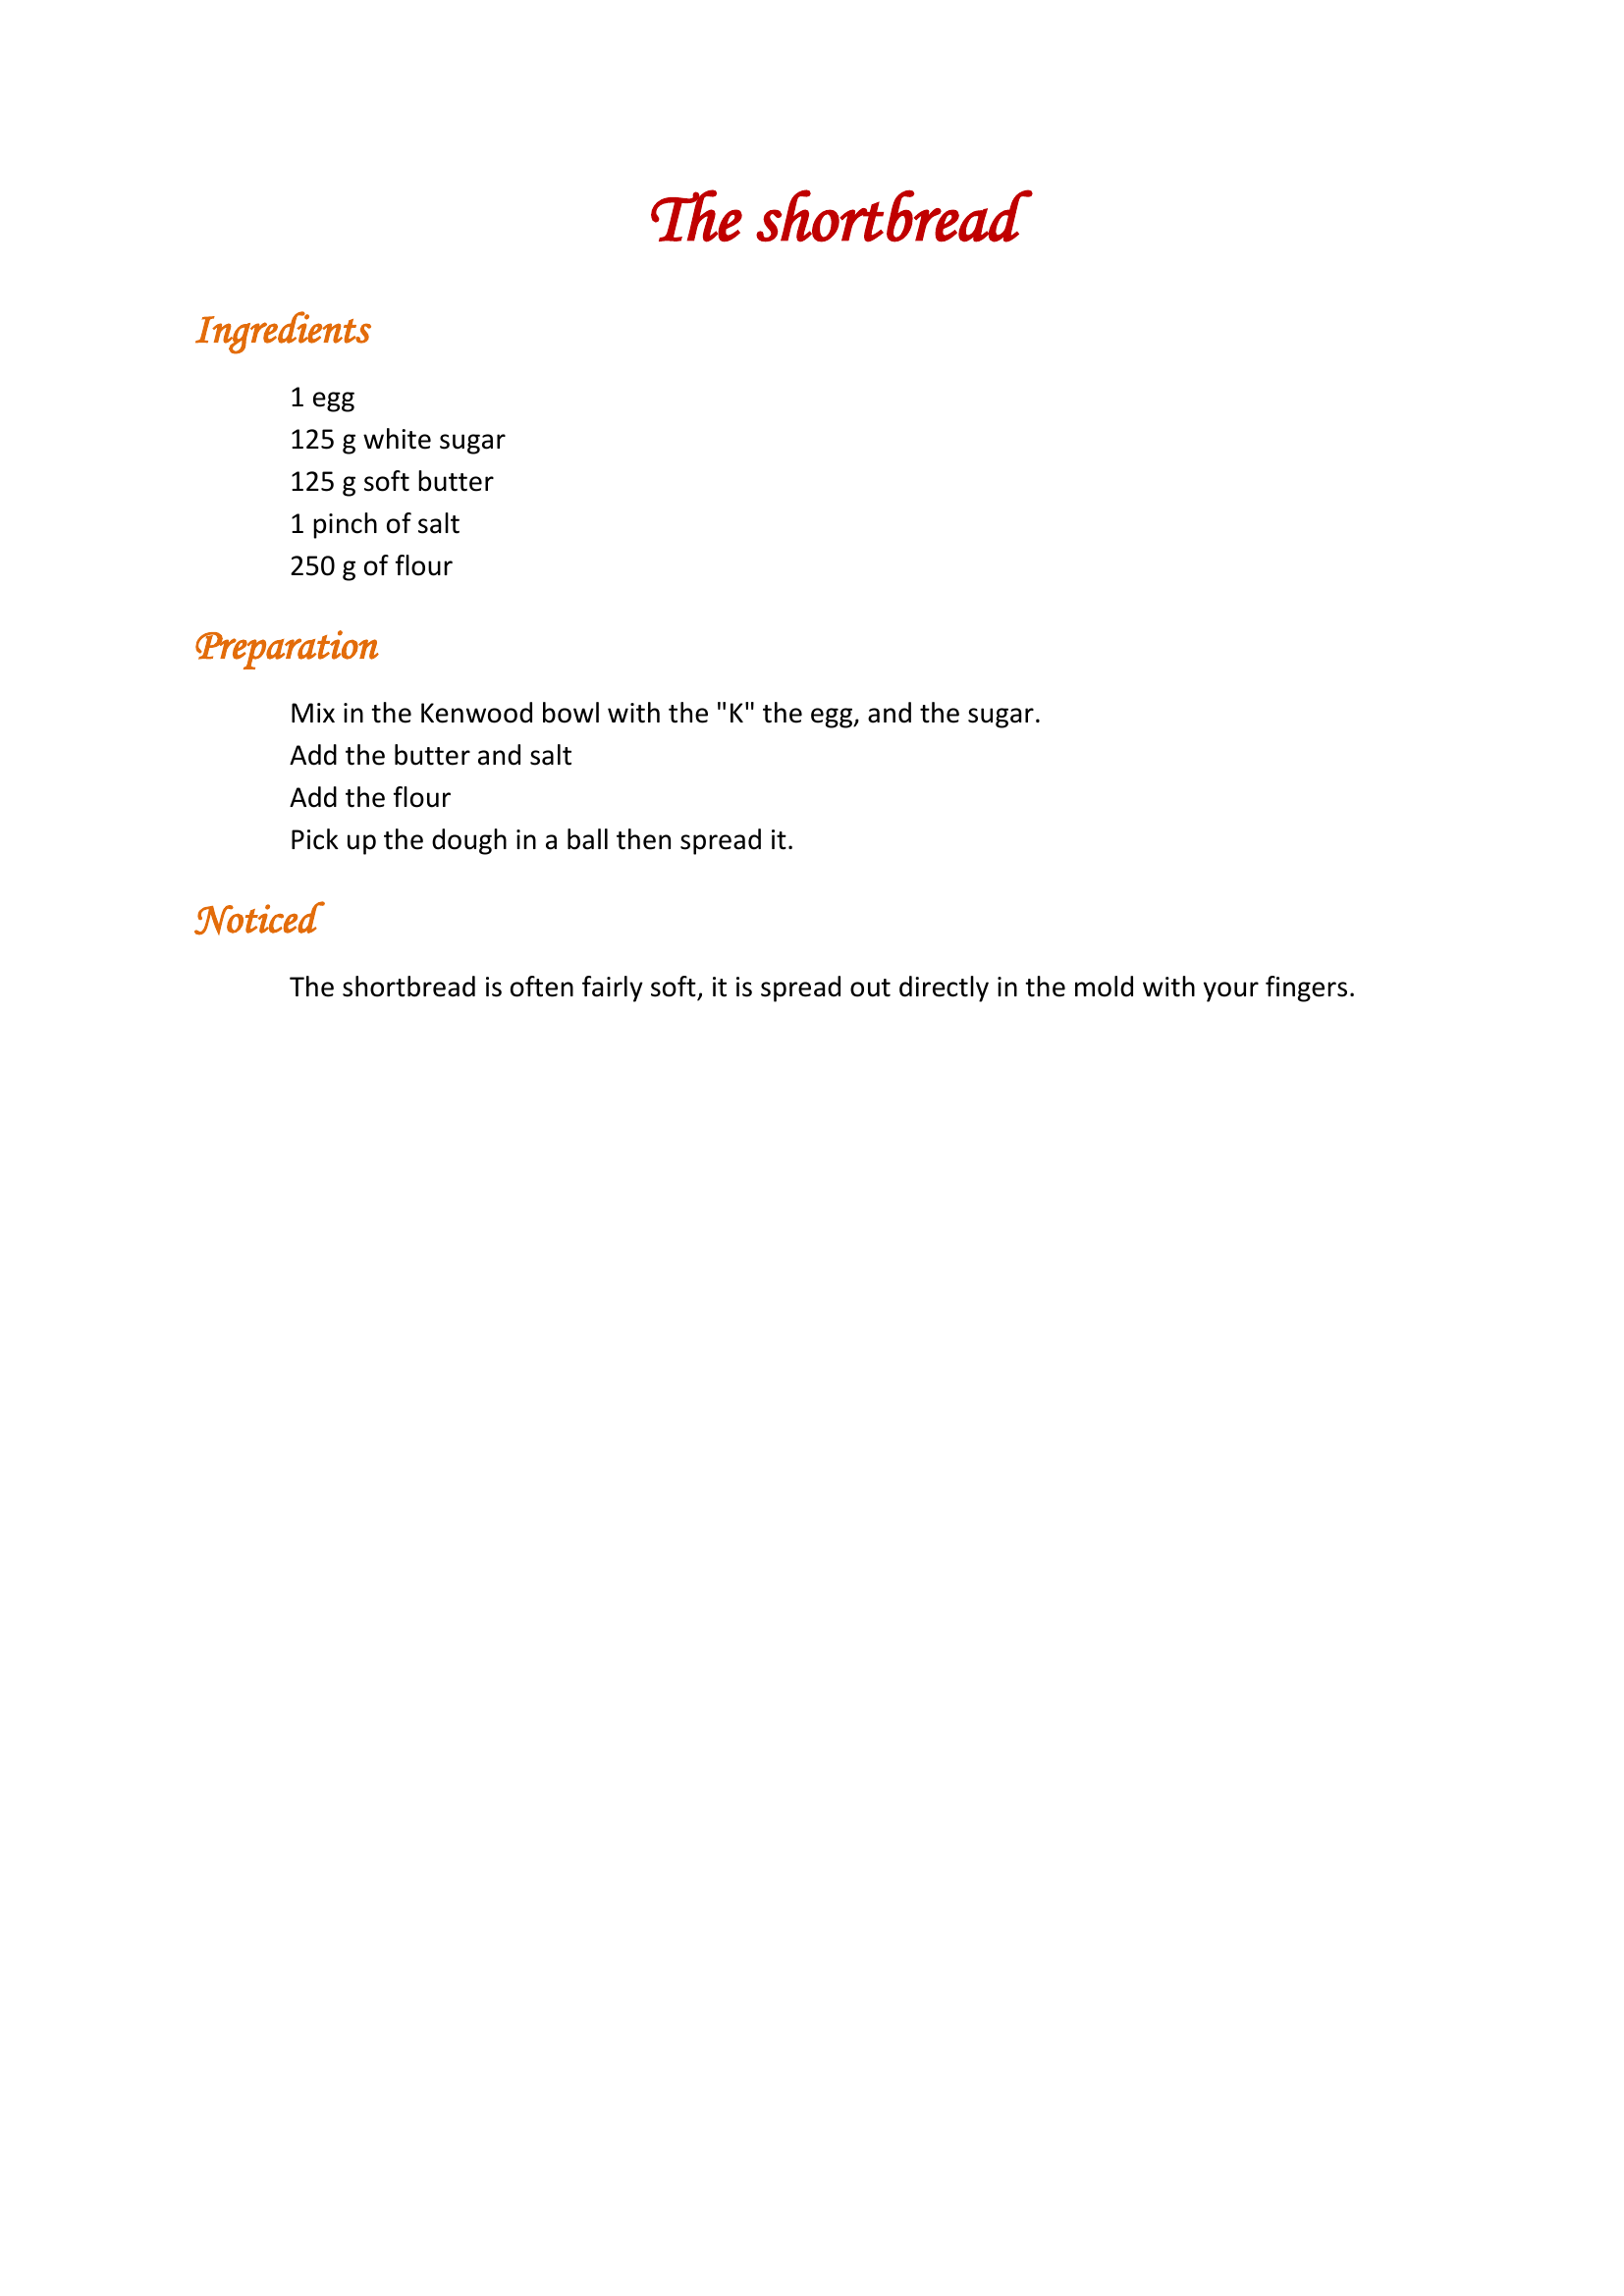 The shortbread
Ingredients
1 egg
125 g white sugar
125 g soft butter
1 pinch of salt
250 g of flour
Preparation
Mix in the Kenwood bowl with the "K" the egg, and the sugar.
Add the butter and salt
Add the flour
Pick up the dough in a ball then spread it.
Noticed
The shortbread is often fairly soft, it is spread out directly in the mold with your fingers.